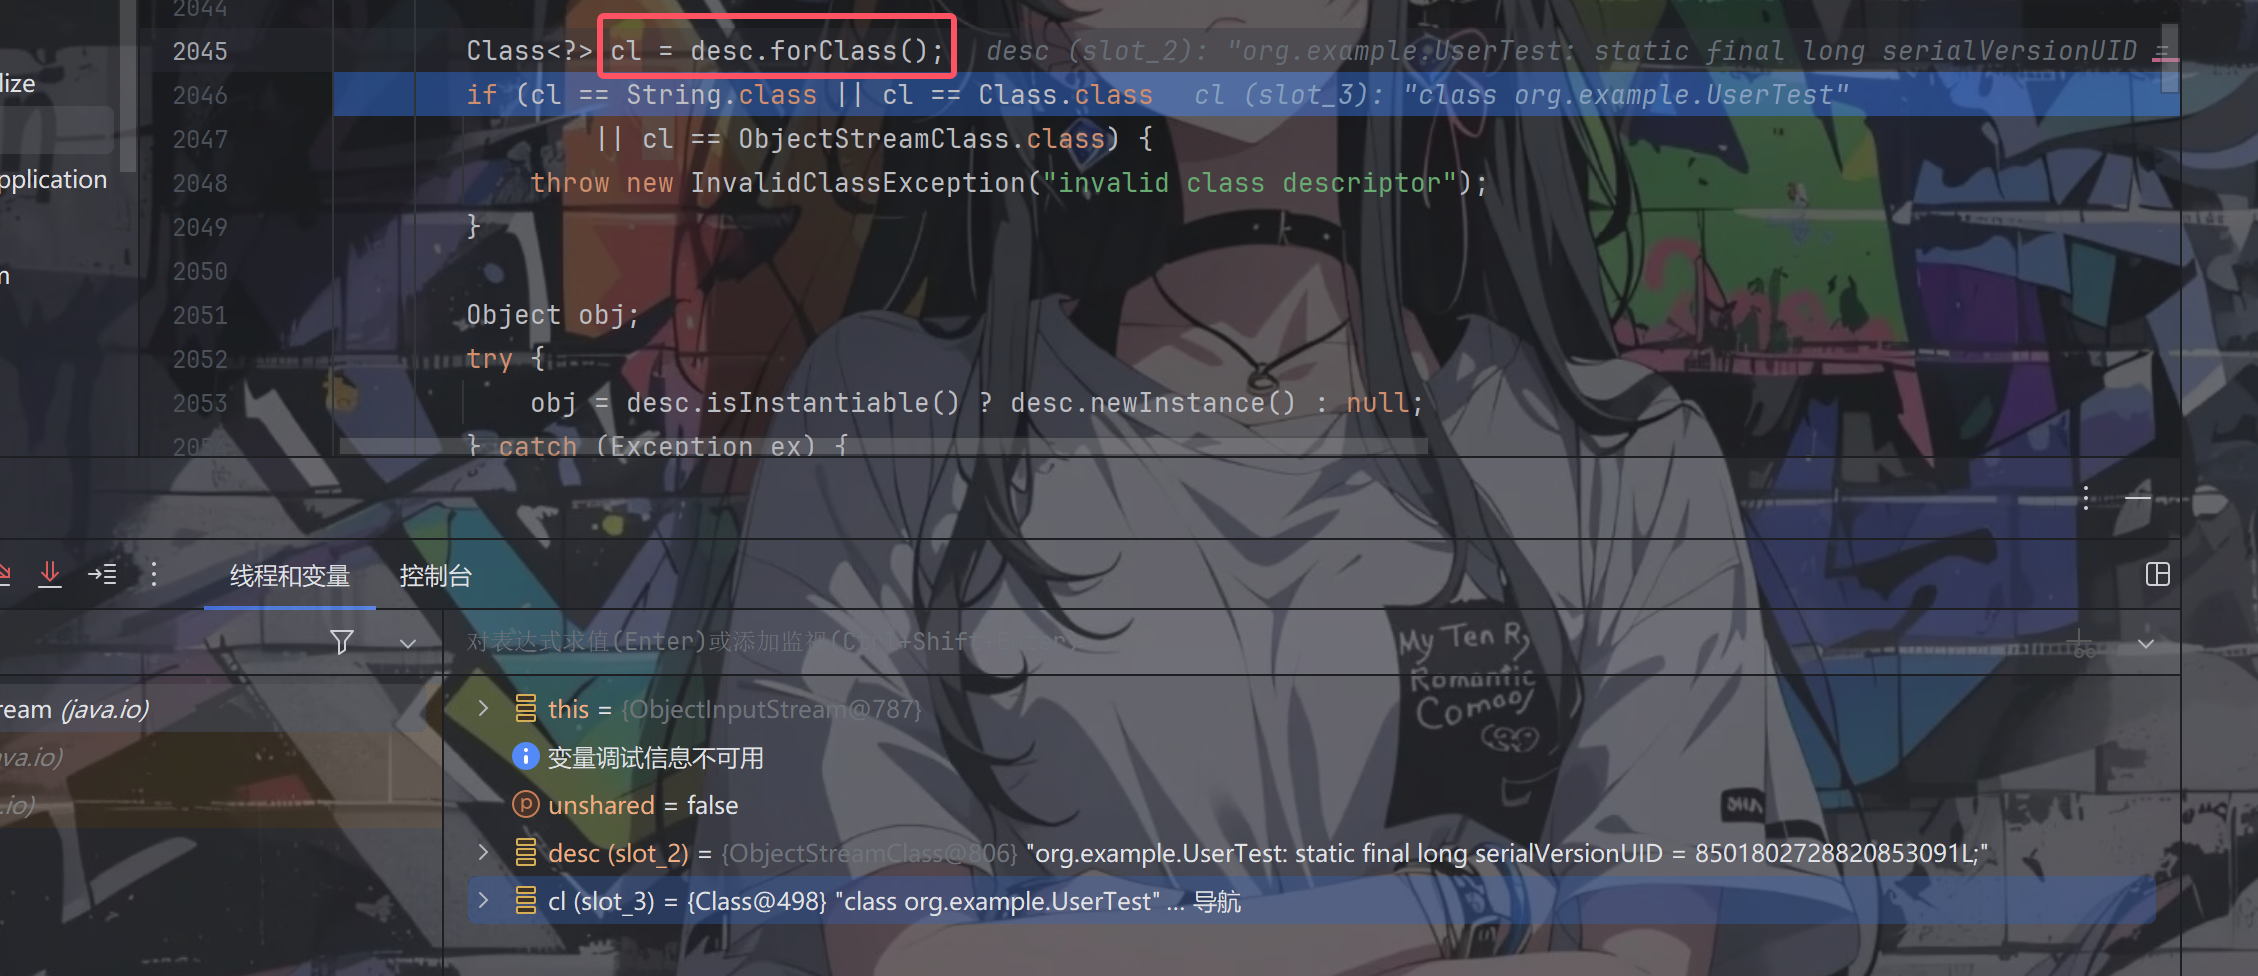 2044
2045 Class<?> cl = desc.forClass(); desc (slot_2): "org.example.UserTest: static final long serialVersionUID =
lize
2046 if (cl == String.class || cl == Class.class cl (slot_3): "class org.example.UserTest"
2047 || cl == ObjectStreamClass.class) {
pplication
2048 throw new InvalidClassException("invalid class descriptor");
2049 }
2050
2051 Object obj;
2052 try {
2053 obj = desc.isInstantiable() ? desc.newInstance() : null;
} catch (Exception ex) {
线程和变量 控制台
对表达式求值(Enter)或添加监视(Ctrl+Shift+Enter)
My Ten R
Romantic
ream (java.io)
this = {ObjectInputStream@787}
va.io)
变量调试信息不可用
.io)
unshared = false
desc (slot_2) = {ObjectStreamClass@806} "org.example.UserTest: static final long serialVersionUID = 8501802728820853091L;"
cl (slot_3) = {Class@498} "class org.example.UserTest" ... 导航